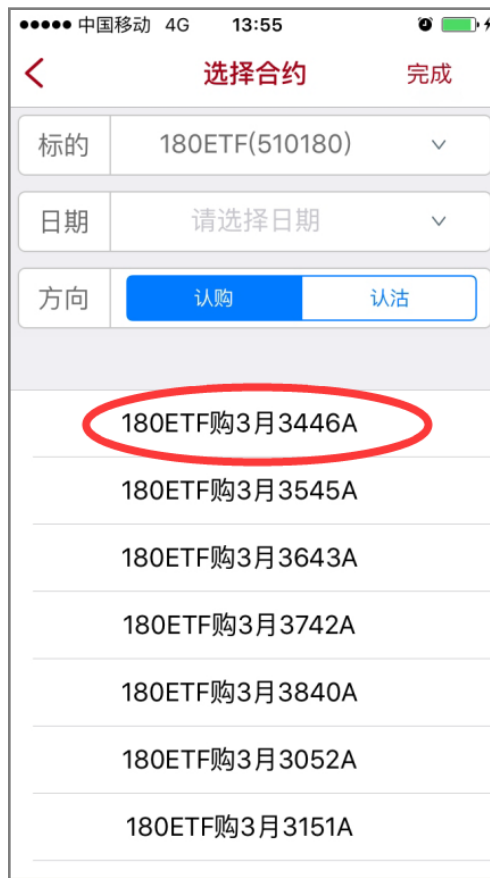 中国移动 4G 13:55
选择合约 完成
标的 180ETF(510180)
日期 请选择日期
方向 认购 认沽
180ETF购3月3446A
180ETF购3月3545A
180ETF购3月3643A
180ETF购3月3742A
180ETF购3月3840A
180ETF购3月3052A
180ETF购3月3151A